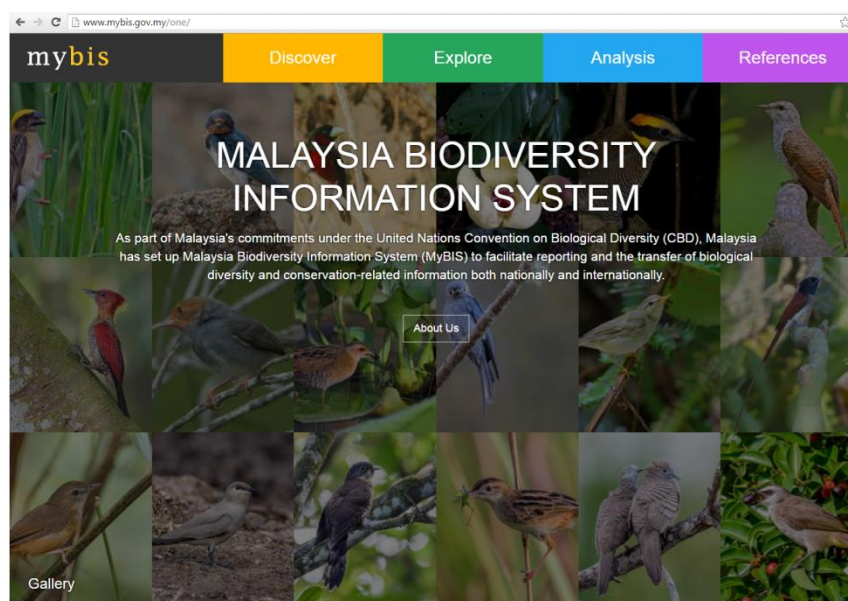 www.mybis.gov.my/one/
mybis
Discover
Explore
Analysis
References
MALAYSIA BIODIVERSITY
INFORMATION SYSTEM
As part of Malaysia's commitments under the United Nations Convention on Biological Diversity (CBD), Malaysia
has set up Malaysia Biodiversity Information System (MyBIS) to facilitate reporting and the transfer of biological
diversity and conservation-related information both nationally and internationally.
About Us
Gallery